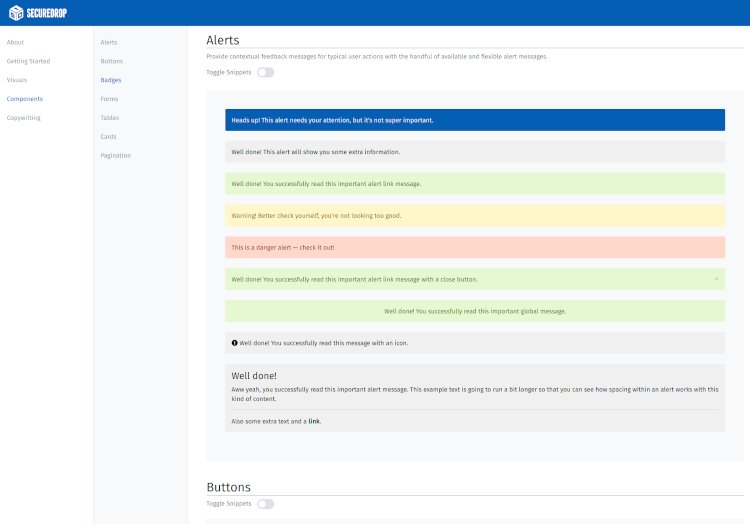 SECUREDROP
About
Getting Started
Visuals
Components
Copywriting
Alerts
Buttons
Badges
Forms
Tables
Cards
Pagination
Alerts
Provide contextual feedback messages for typical user actions with the handful of available and flexible alert messages.
Toggle Snippets
Heads up! This alert needs your attention, but it's not super important.
Well done! This alert will show you some extra information.
Well done! You successfully read this important alert link message.
Warning! Better check yourself, you're not looking too good.
This is a danger alert — check it out!
Well done! You successfully read this important alert link message with a close button.
×
Well done! You successfully read this important global message.
Well done! You successfully read this message with an icon.
Well done!
Aww yeah, you successfully read this important alert message. This example text is going to run a bit longer so that you can see how spacing within an alert works with this
kind of content.
Also some extra text and a link.
Buttons
Toggle Snippets